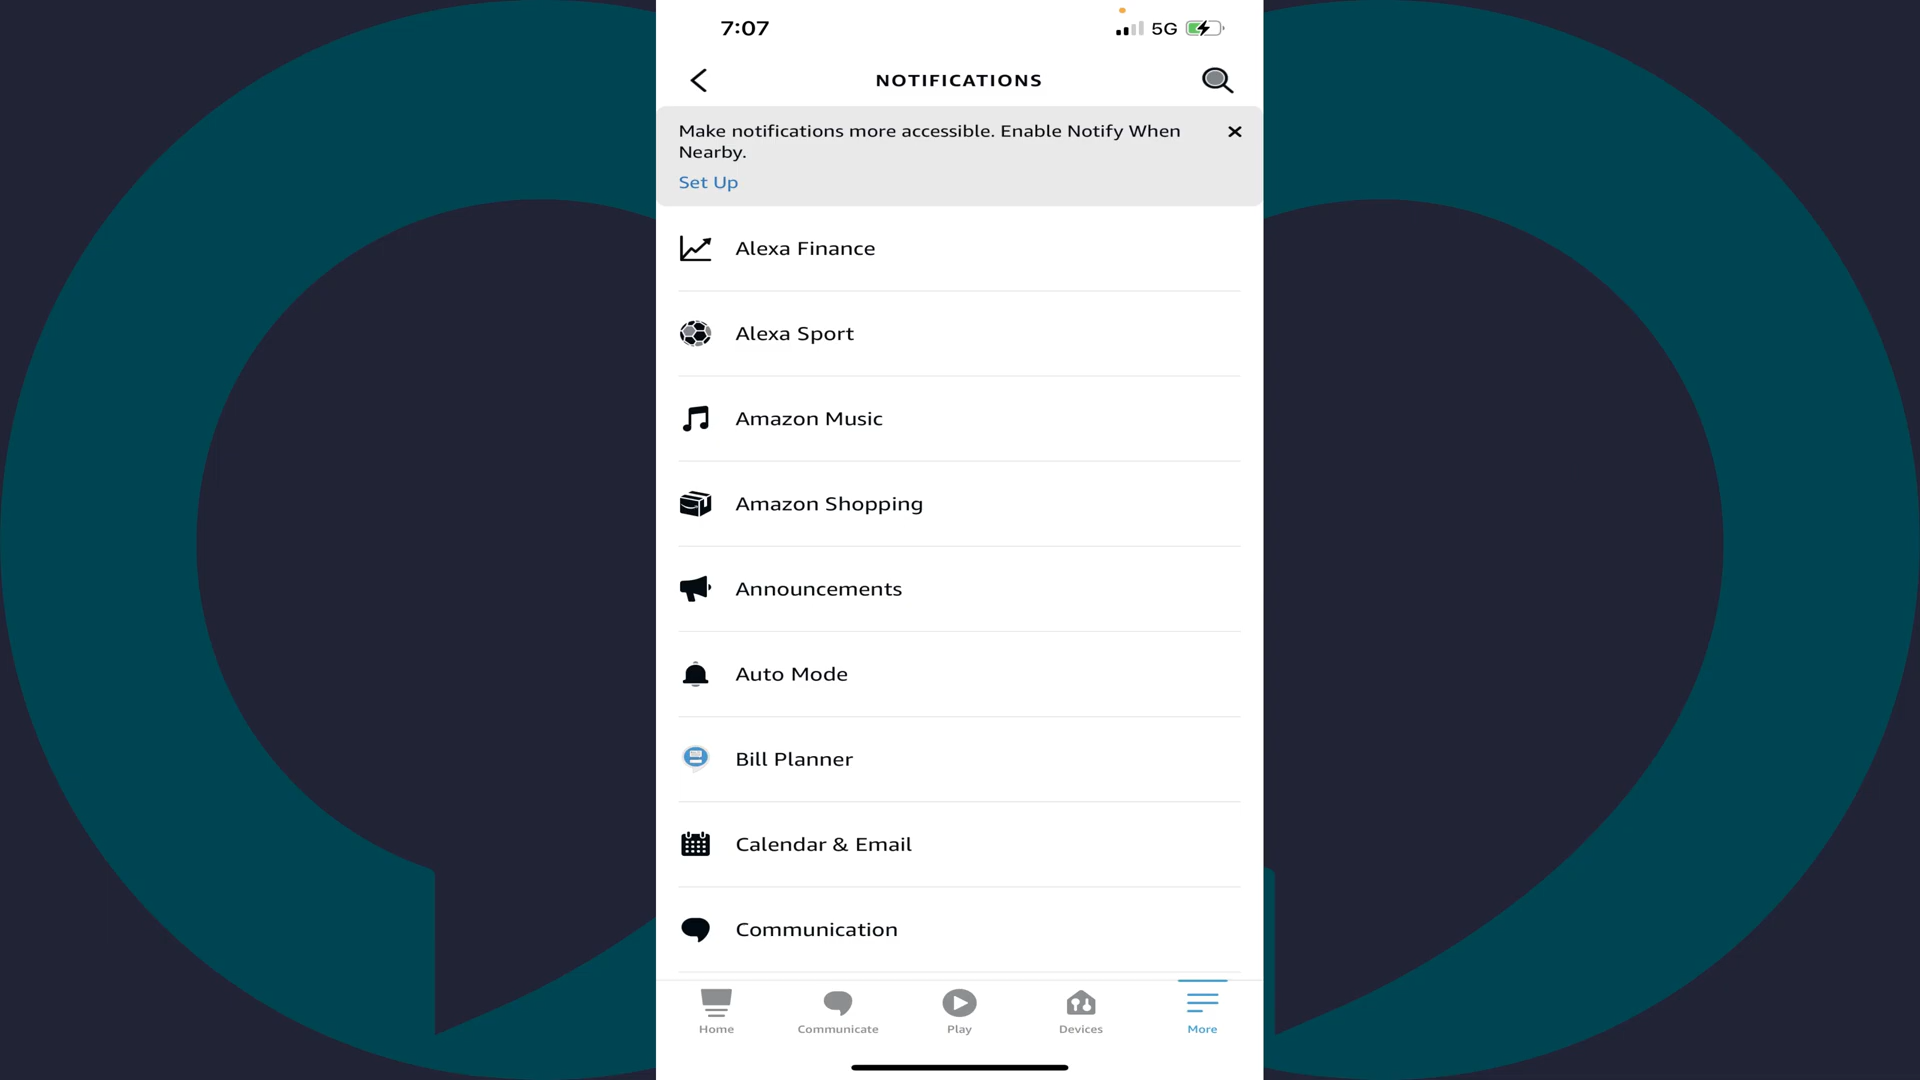 7:07
5G
NOTIFICATIONS
Make notifications more accessible. Enable Notify When
Nearby.
Set Up
Alexa Finance
Alexa Sport
Amazon Music
Amazon Shopping
Announcements
Auto Mode
Bill Planner
Calendar & Email
Communication
Home
Communicate
Play
Devices
More